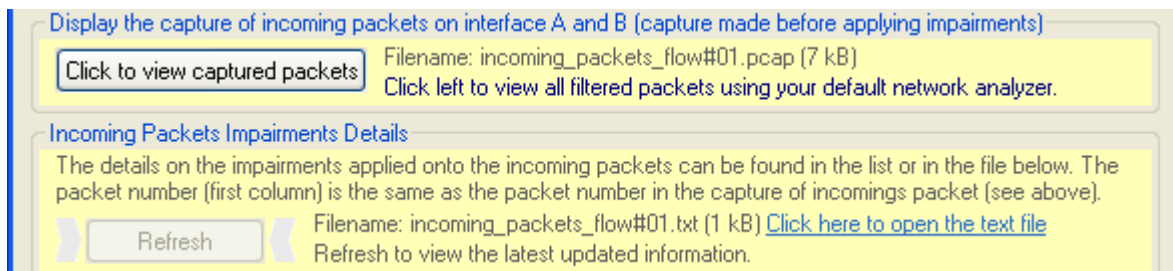 Display the capture of incoming packets on interface A and B (capture made before applying impairments)
Click to view captured packets
Filename: incoming_packets_flow#01.pcap (7 kB)
Click left to view all filtered packets using your default network analyzer.
Incoming Packets Impairments Details
The details on the impairments applied onto the incoming packets can be found in the list or in the file below. The
packet number (first column) is the same as the packet number in the capture of incomings packet (see above).
Refresh
Filename: incoming_packets_flow#01.txt (1 kB) Click here to open the text file
Refresh to view the latest updated information.